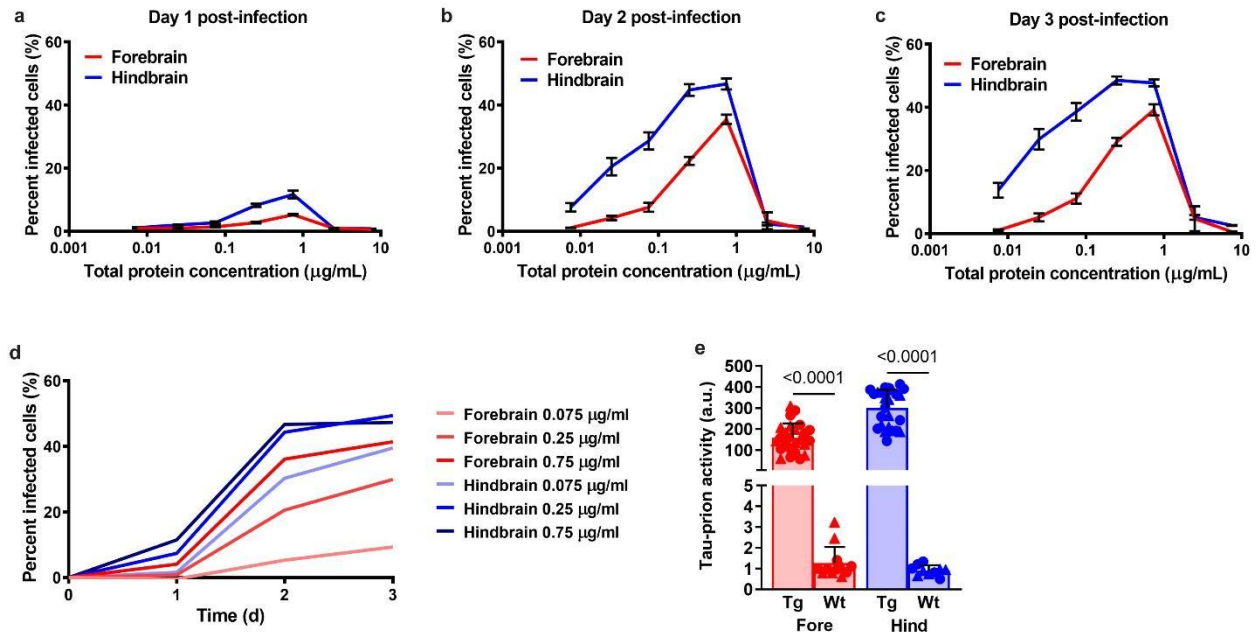 a
Day 1 post-infection
Percent infected cells (%)
60
40
20
0
Forebrain
Hindbrain
0.001
0.01
0.1
1
10
Total protein concentration (μg/mL)
b
Day 2 post-infection
Percent infected cells (%)
60
40
20
0
Forebrain
Hindbrain
0.001
0.01
0.1
1
10
Total protein concentration (μg/mL)
c
Day 3 post-infection
Percent infected cells (%)
60
40
20
0
Forebrain
Hindbrain
0.001
0.01
0.1
1
10
Total protein concentration (μg/mL)
d
Percent infected cells (%)
60
40
20
0
0
1
2
3
Time (d)
Forebrain 0.075 μg/ml
Forebrain 0.25 μg/ml
Forebrain 0.75 μg/ml
Hindbrain 0.075 μg/ml
Hindbrain 0.25 μg/ml
Hindbrain 0.75 μg/ml
e
Tau-prion activity (a.u.)
500
400
300
200
100
5
4
3
2
1
0
<0.0001
<0.0001
Tg
Wt
Tg
Wt
Fore
Hind